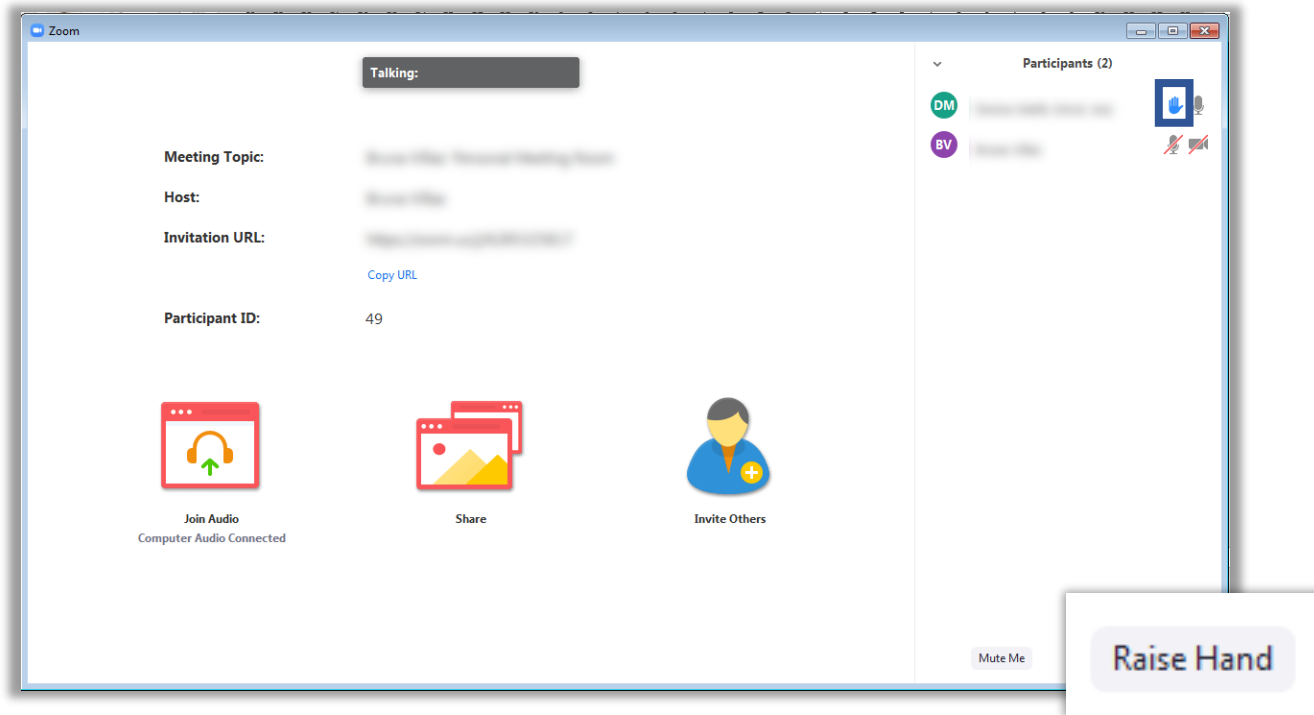 Zoom
Talking:
Participants (2)
DM
BV
Meeting Topic:
Host:
Invitation URL:
Copy URL
Participant ID:
49
Join Audio
Computer Audio Connected
Share
Invite Others
Mute Me
Raise Hand